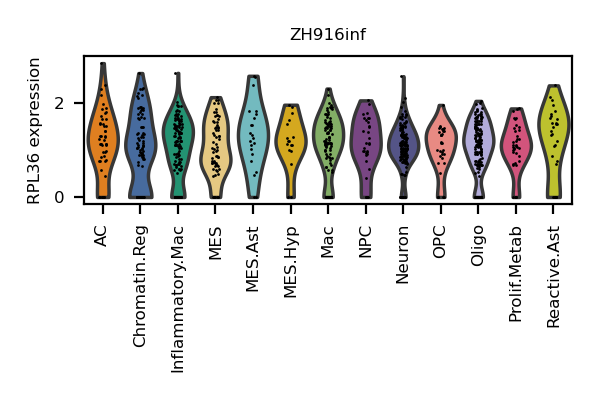 ZH916inf
RPL36 expression
2
0
AC
Chromatin.Reg
Inflammatory.Mac
MES
MES.Ast
MES.Hyp
Mac
NPC
Neuron
OPC
Oligo
Prolif.Metab
Reactive.Ast